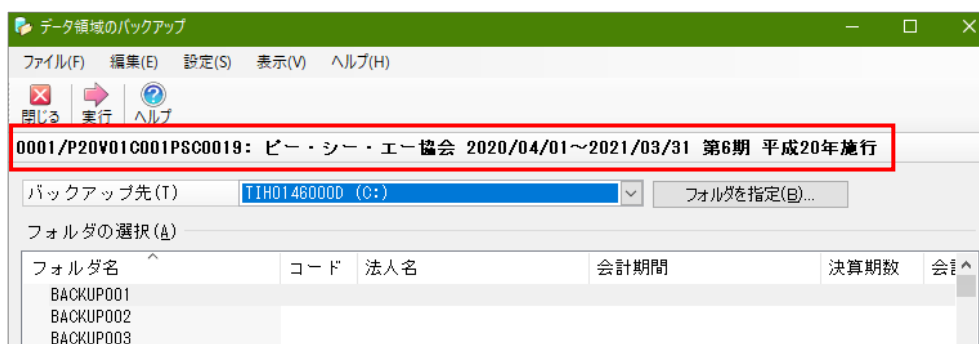 データ領域のバックアップ
ファイル(F) 編集(E) 設定(S) 表示(V) ヘルプ(H)
閉じる 実行 ヘルプ
0001/P20V01C001PSC0019: ピー・シー・エー協会 2020/04/01～2021/03/31 第6期 平成20年施行
バックアップ先(T) TIH0146000D (C:) フォルダを指定(B)...
フォルダの選択(A)
フォルダ名 コード 法人名 会計期間 決算期数 会
BACKUP001
BACKUP002
BACKUP003